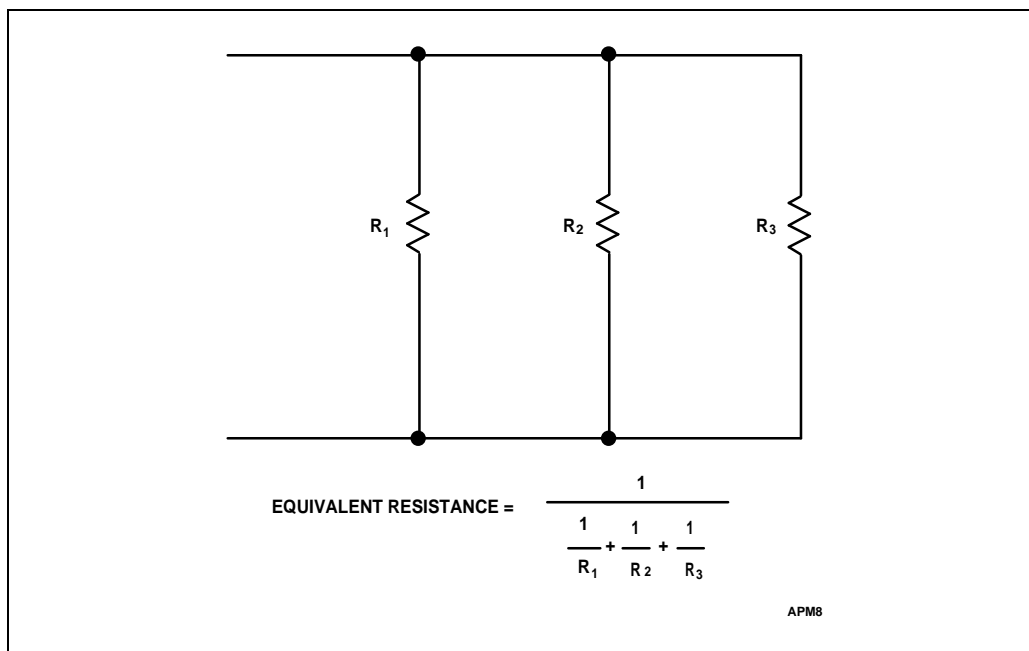 R1 R2 R3
EQUIVALENT RESISTANCE = 1
1 + 1 + 1
R1 R2 R3
APM8